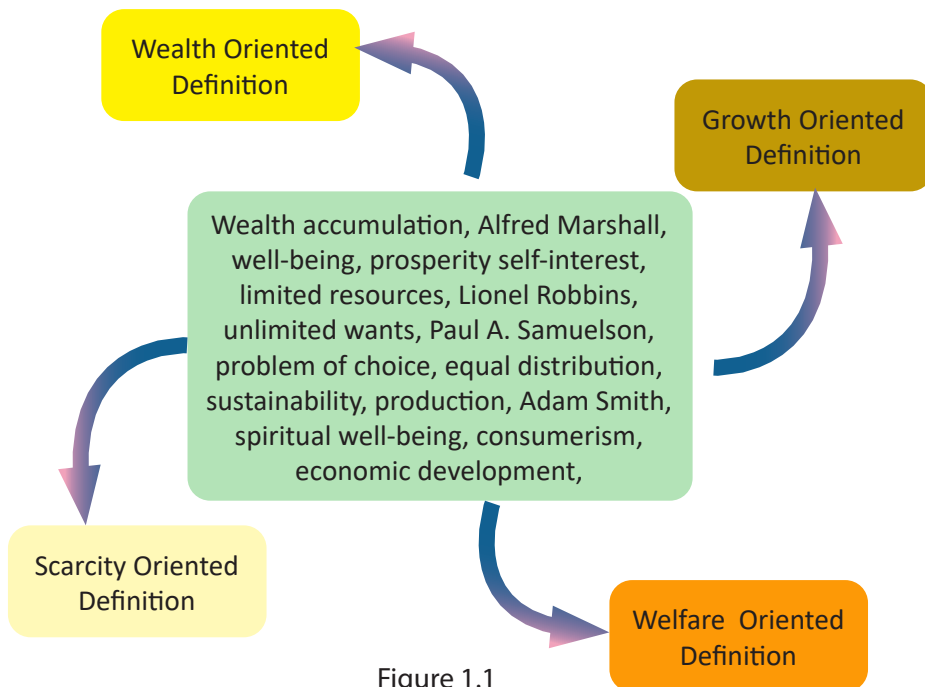 Wealth Oriented
Definition
Growth Oriented
Definition
Wealth accumulation, Alfred Marshall,
well-being, prosperity self-interest,
limited resources, Lionel Robbins,
unlimited wants, Paul A. Samuelson,
problem of choice, equal distribution,
sustainability, production, Adam Smith,
spiritual well-being, consumerism,
economic development,
Scarcity Oriented
Definition
Welfare Oriented
Definition
Figure 1.1